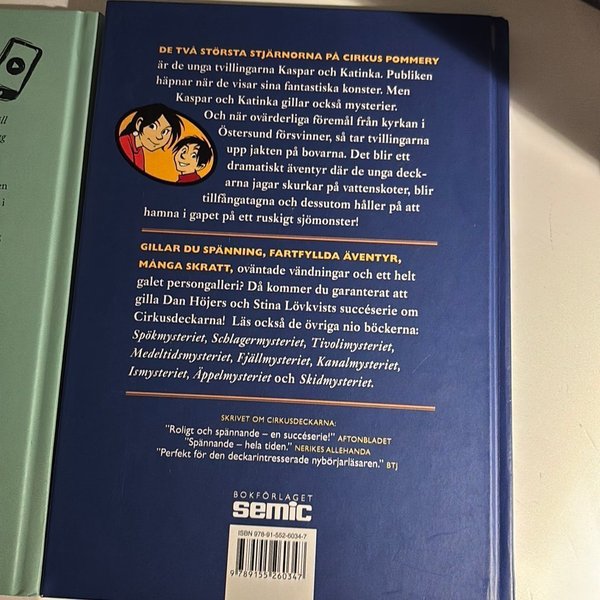 DE TVÅ STÖRSTA STJÄRNORNA PÅ CIRKUS POMMERY
är de unga tvillingarna Kaspar och Katinka. Publiken
häpnar när de visar sina fantastiska konster. Men
Kaspar och Katinka gillar också mysterier.
Och när ovärderliga föremål från kyrkan i
Östersund försvinner, så tar tvillingarna
upp jakten på bovarna. Det blir ett
dramatiskt äventyr där de unga deck-
arna jagar skurkar på vattenskoter, blir
tillfångatagna och dessutom håller på att
hamna i gapet på ett ruskigt sjömonster!
GILLAR DU SPÄNNING, FARTFYLLDA ÄVENTYR,
MÅNGA SKRATT, oväntade vändningar och ett helt
galet persongalleri? Då kommer du garanterat att
gilla Dan Höjers och Stina Lövkvists succéserie om
Cirkusdeckarna! Läs också de övriga nio böckerna:
Spökmysteriet, Schlagermysteriet, Tivolimysteriet,
Medeltidsmysteriet, Fjällmysteriet, Kanalmysteriet,
Ismysteriet, Äppelmysteriet och Skidmysteriet.
SKRIVET OM CIRKUSDECKARNA:
"Roligt och spännande – en succéserie!" AFTONBLADET
"Spännande – hela tiden." NERIKES ALLEHANDA
"Perfekt för den deckarintresserade nybörjarläsaren." BTJ
BOKFÖRLAGET
semic
ISBN 978-91-552-6034-7
9 789155 260347